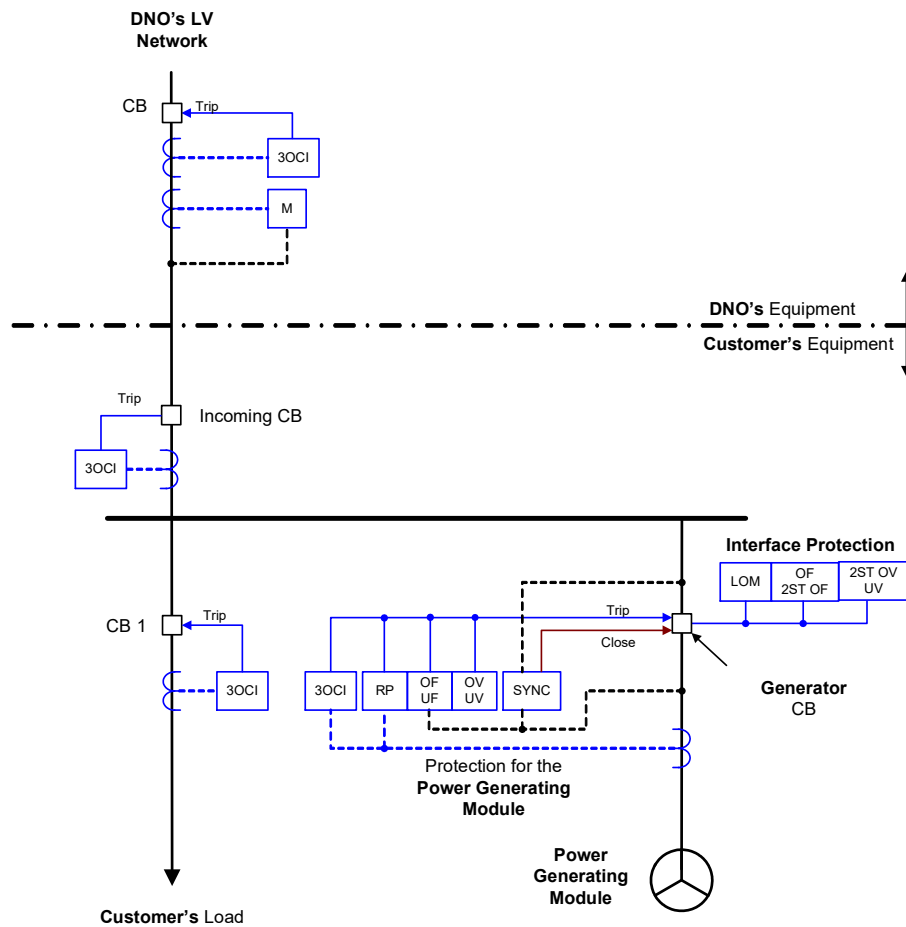 DNO's LV
Network
CB
Trip
3OCI
M
DNO's Equipment
Customer's Equipment
Trip
Incoming CB
3OCI
Interface Protection
LOM
OF
2ST OF
2ST OV
UV
CB 1
Trip
3OCI
Trip
Close
3OCI
RP
OF
UF
OV
UV
SYNC
Generator
CB
Protection for the
Power Generating
Module
Power
Generating
Module
Customer's Load